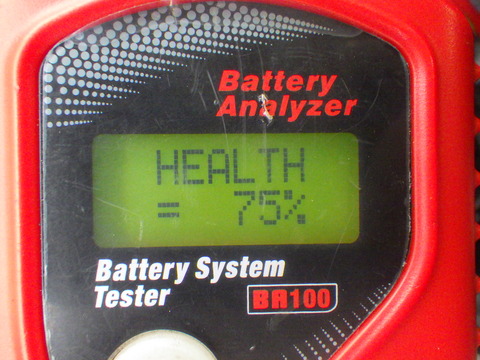 Battery
Analyzer
HEALTH
= 75%
Battery System
Tester BA100